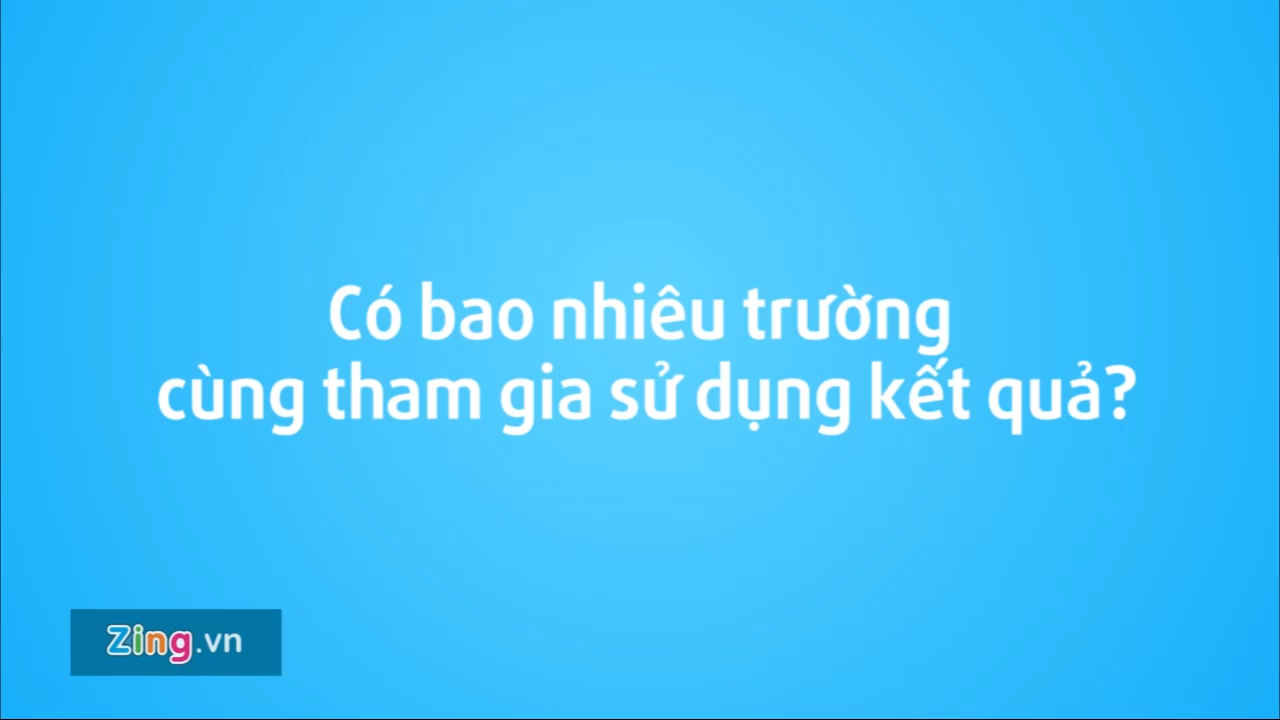 Có bao nhiêu trường
cùng tham gia sử dụng kết quả?
Zing.vn